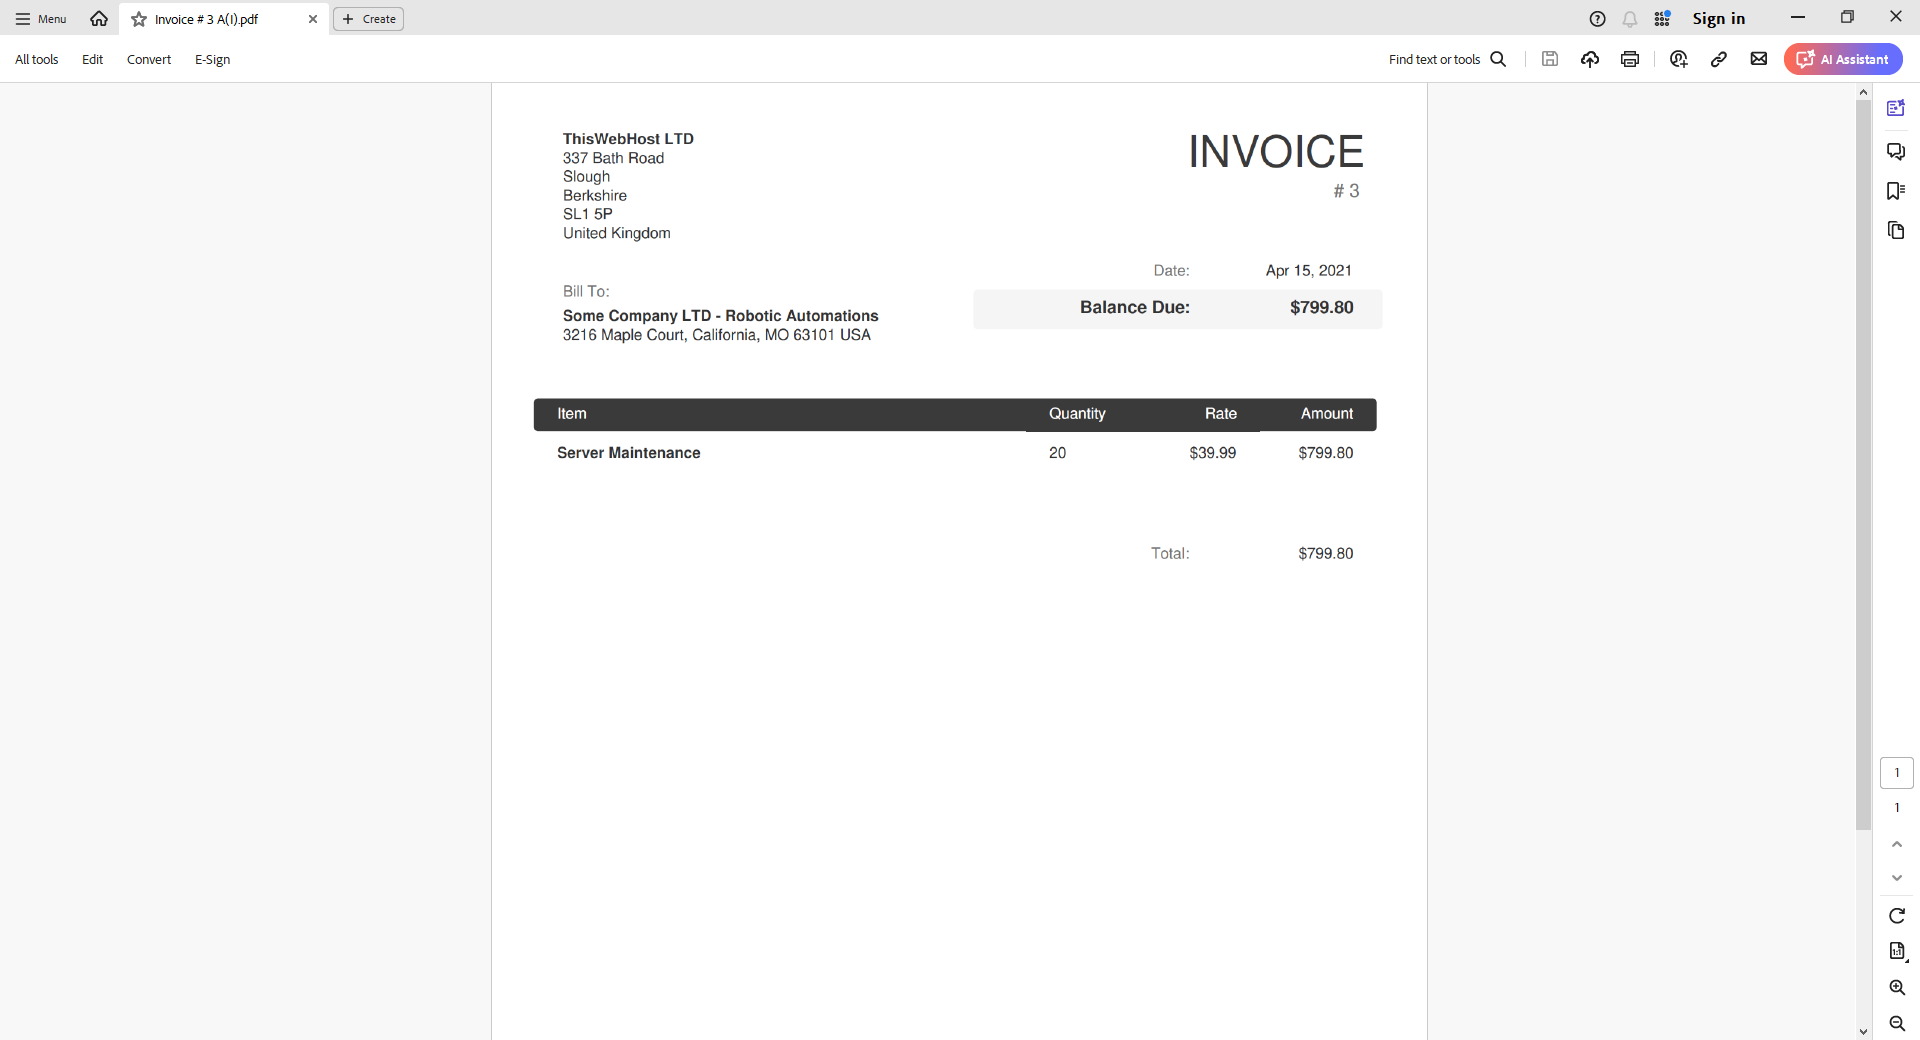 Menu
Invoice # 3 A(I).pdf
Create
Sign in
All tools
Edit
Convert
E-Sign
Find text or tools
AI Assistant
ThisWebHost LTD
337 Bath Road
Slough
Berkshire
SL1 5P
United Kingdom
INVOICE
# 3
Date: Apr 15, 2021
Balance Due: $799.80
Bill To:
Some Company LTD - Robotic Automations
3216 Maple Court, California, MO 63101 USA
Item Quantity Rate Amount
Server Maintenance 20 $39.99 $799.80
Total: $799.80
1
1
1:1